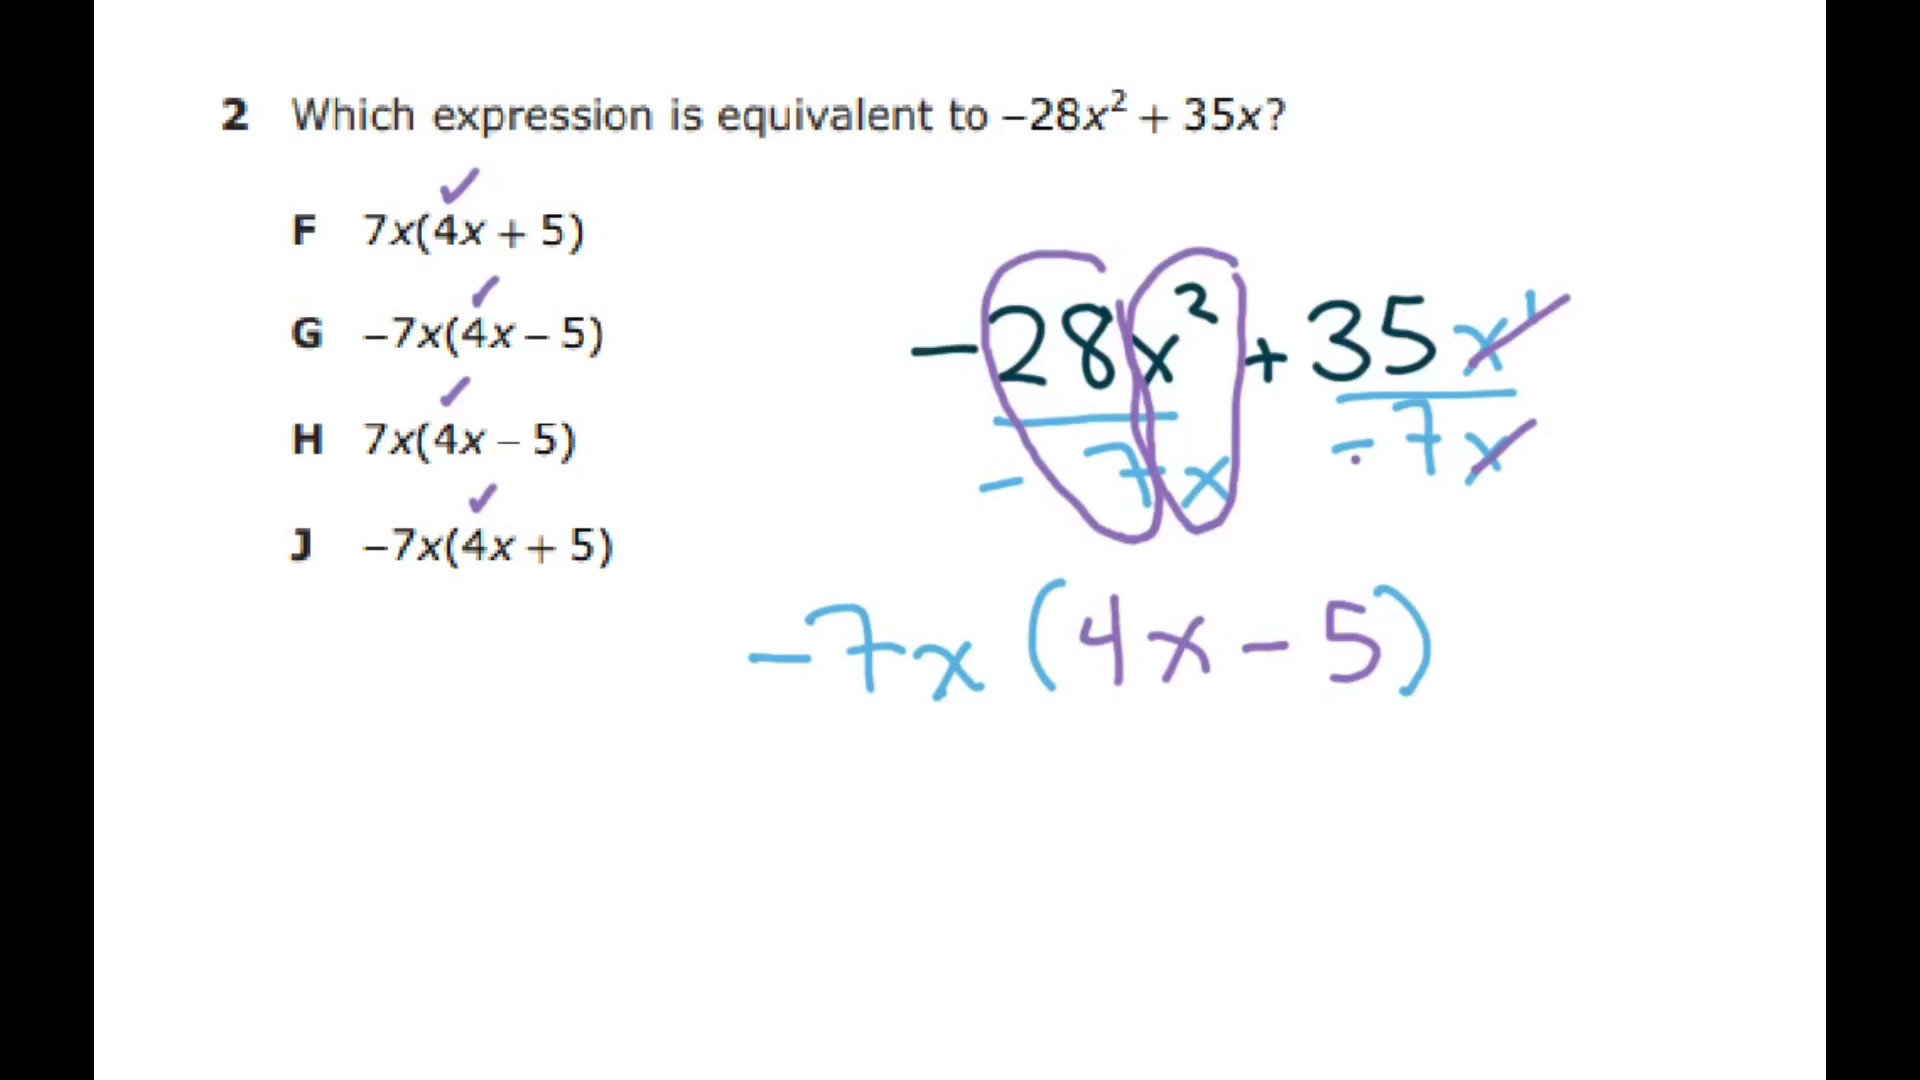 2 Which expression is equivalent to –28x² + 35x?
F 7x(4x + 5)
G –7x(4x – 5)
H 7x(4x – 5)
J –7x(4x + 5)
-28x² + 35x¹
-7x -7x
-7x (4x - 5)